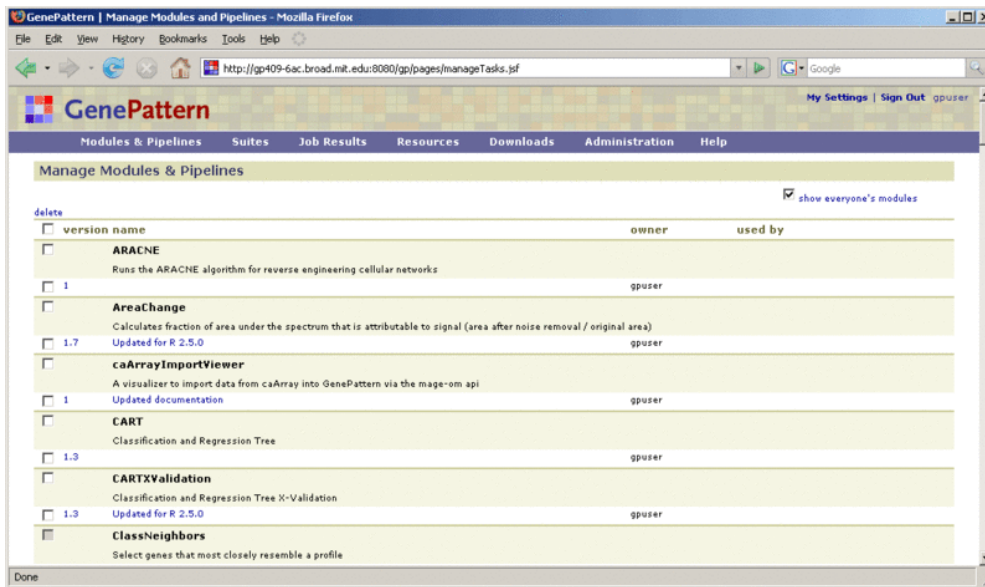 GenePattern | Manage Modules and Pipelines - Mozilla Firefox
File Edit View History Bookmarks Tools Help
http://gp409-6ac.broad.mit.edu:8080/gp/pages/manageTasks.jsf
G Google
My Settings | Sign Out gpuser
GenePattern
Modules & Pipelines Suites Job Results Resources Downloads Administration Help
Manage Modules & Pipelines
show everyone's modules
delete
version name owner used by
ARACNE
Runs the ARACNE algorithm for reverse engineering cellular networks
1 gpuser
AreaChange
Calculates fraction of area under the spectrum that is attributable to signal (area after noise removal / original area)
1.7 Updated for R 2.5.0 gpuser
caArrayImportViewer
A visualizer to import data from caArray into GenePattern via the mage-om api
1 Updated documentation gpuser
CART
Classification and Regression Tree
1.3 gpuser
CARTXValidation
Classification and Regression Tree X-Validation
1.3 Updated for R 2.5.0 gpuser
ClassNeighbors
Select genes that most closely resemble a profile
Done